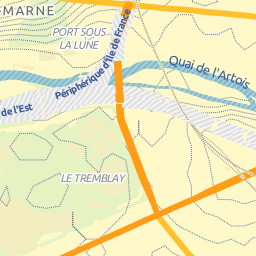 MARNE
PORT SOUS
LA LUNE
Périphérique d'Île de France
Quai de l'Artois
de l'Est
LE TREMBLAY